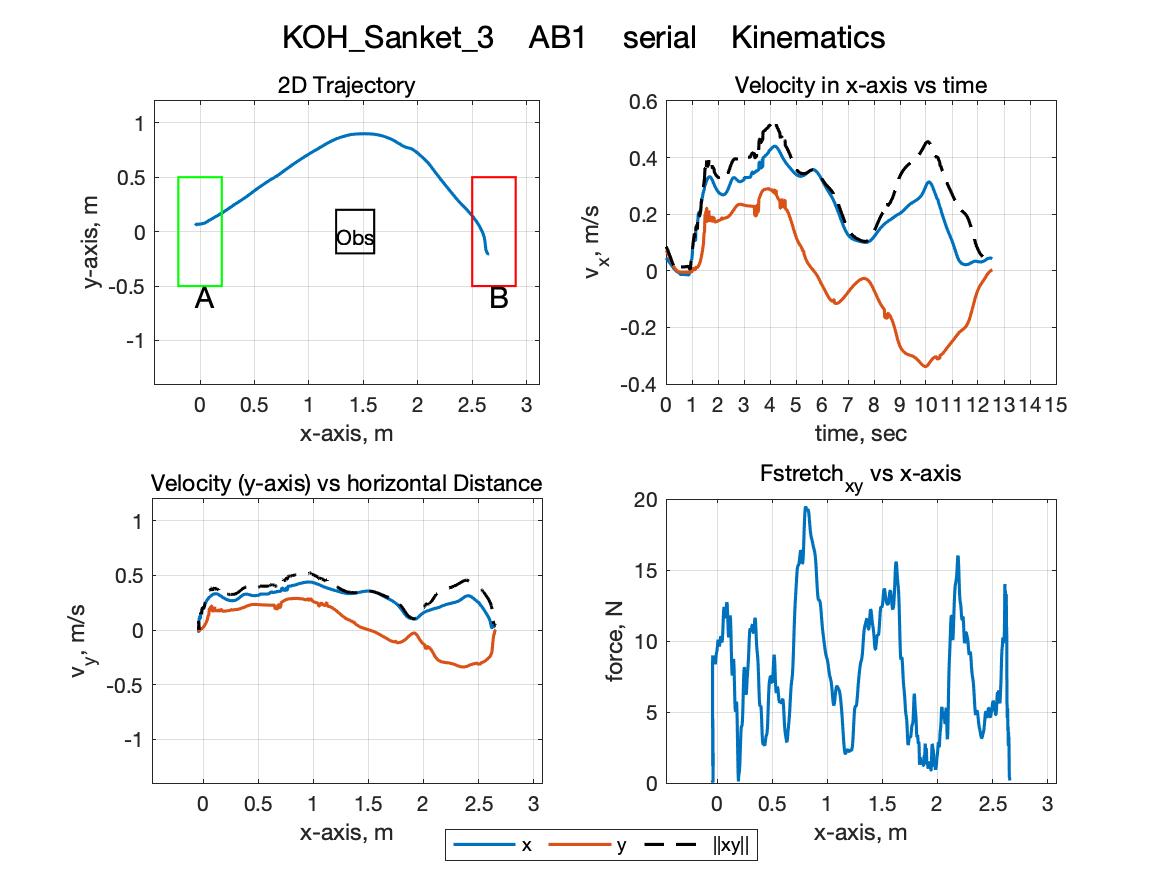 KOH_Sanket_3 AB1 serial Kinematics
2D Trajectory
1
0.5
0
-0.5
-1
y-axis, m
A
Obs
B
0 0.5 1 1.5 2 2.5 3
x-axis, m
Velocity in x-axis vs time
0.6
0.4
0.2
0
-0.2
-0.4
v_x, m/s
0 1 2 3 4 5 6 7 8 9 10 11 12 13 14 15
time, sec
Velocity (y-axis) vs horizontal Distance
1
0.5
0
-0.5
-1
v_y, m/s
0 0.5 1 1.5 2 2.5 3
x-axis, m
Fstretch_xy vs x-axis
20
15
10
5
0
force, N
0 0.5 1 1.5 2 2.5 3
x-axis, m
x y ||xy||